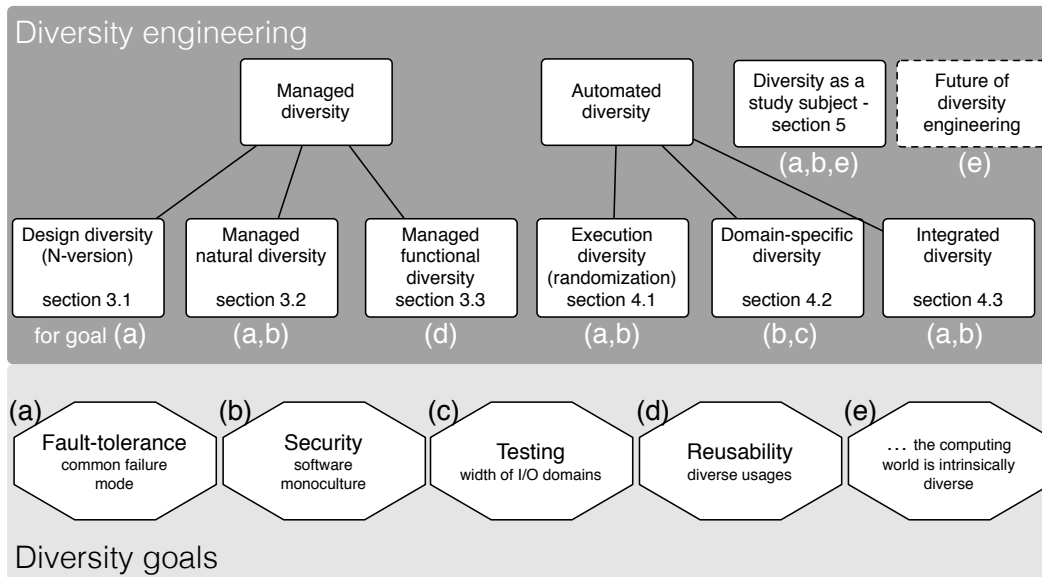 Diversity engineering
Managed
diversity
Automated
diversity
Diversity as a
study subject -
section 5
(a,b,e)
Future of
diversity
engineering
(e)
Design diversity
(N-version)
section 3.1
for goal (a)
Managed
natural diversity
section 3.2
(a,b)
Managed
functional
diversity
section 3.3
(d)
Execution
diversity
(randomization)
section 4.1
(a,b)
Domain-specific
diversity
section 4.2
(b,c)
Integrated
diversity
section 4.3
(a,b)
(a)
Fault-tolerance
common failure
mode
(b)
Security
software
monoculture
(c)
Testing
width of I/O domains
(d)
Reusability
diverse usages
(e)
... the computing
world is intrinsically
diverse
Diversity goals